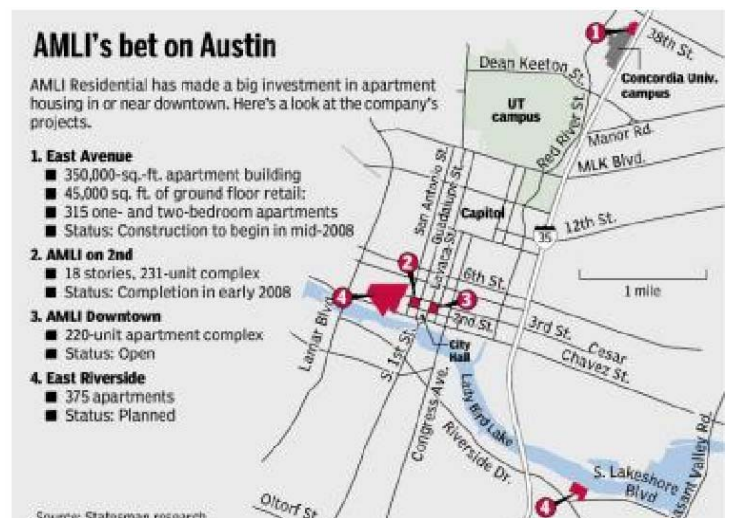 AMLI's bet on Austin
AMLI Residential has made a big investment in apartment
housing in or near downtown. Here's a look at the company's
projects.
1. East Avenue
■ 350,000-sq.-ft. apartment building
■ 45,000 sq. ft. of ground floor retail:
■ 315 one- and two-bedroom apartments
■ Status: Construction to begin in mid-2008
2. AMLI on 2nd
■ 18 stories, 231-unit complex
■ Status: Completion in early 2008
3. AMLI Downtown
■ 220-unit apartment complex
■ Status: Open
4. East Riverside
■ 375 apartments
■ Status: Planned
Source: Statesman research
1
38th St.
Concordia Univ.
campus
Dean Keeton St.
UT
campus
Red River St.
Manor Rd.
MLK Blvd.
San Antonio St.
Guadalupe St.
Lavaca St.
Capitol
12th St.
35
1 mile
2
6th St.
4
3
2nd St.
3rd St.
Cesar
Chavez St.
City
Hall
Lamar Blvd.
S. 1st St.
Congress Ave.
Lady Bird Lake
Riverside Dr.
S. Lakeshore
Blvd
asant Valley Rd.
4
Oltorf St.